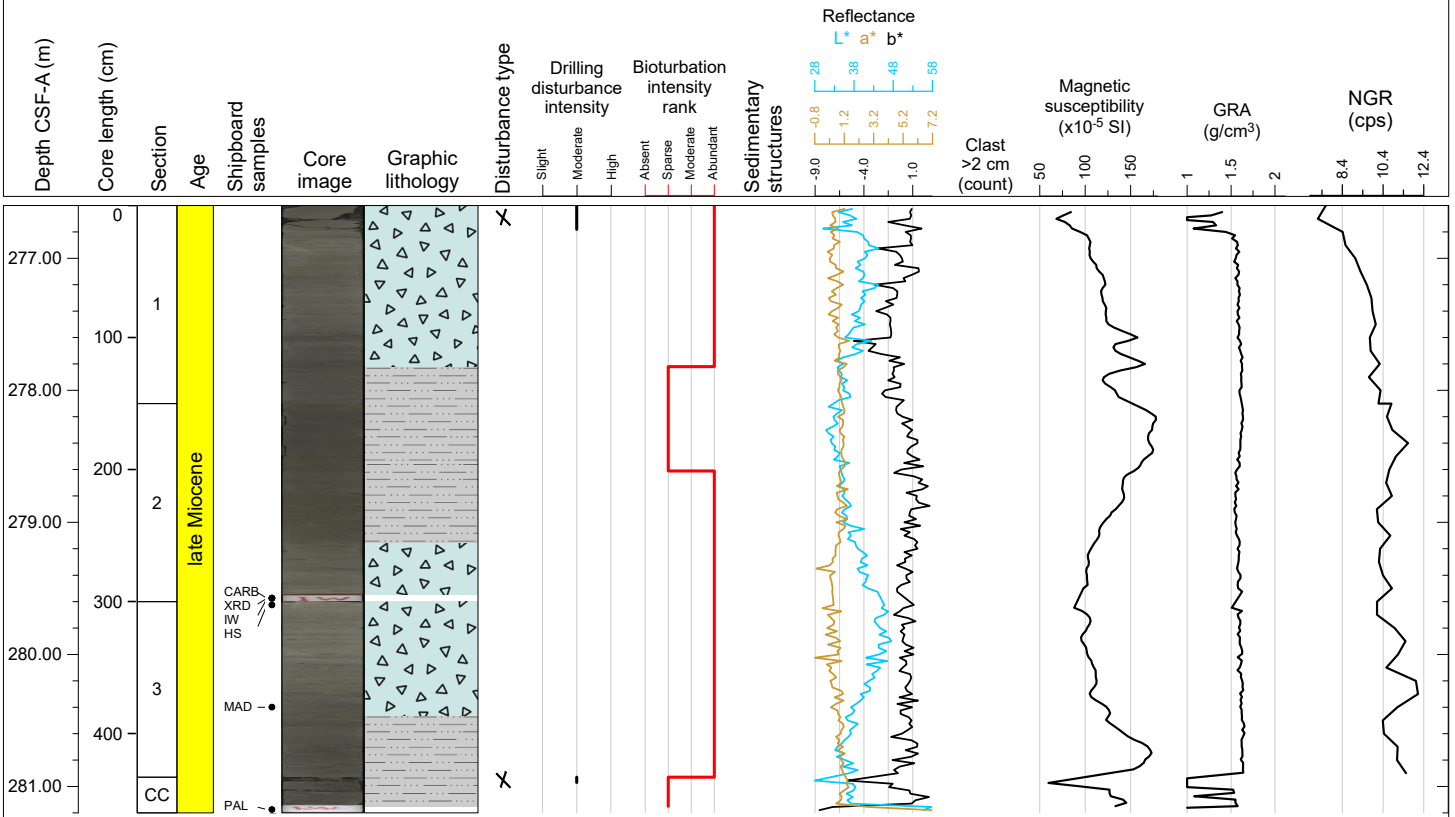 Depth CSF-A (m)
Core length (cm)
Section
Age
Shipboard
samples
Core
image
Graphic
lithology
Disturbance type
Drilling
disturbance
intensity
Slight
Moderate
High
Bioturbation
intensity
rank
Absent
Sparse
Moderate
Abundant
Sedimentary
structures
Reflectance
L* a* b*
28 38 48 58
-0.8 1.2 3.2 5.2 7.2
-9.0 -4.0 1.0
Clast
>2 cm
(count)
Magnetic
susceptibility
(x10-5 SI)
50 100 150
GRA
(g/cm3)
1 1.5 2
NGR
(cps)
8.4 10.4 12.4
0
277.00
1
100
278.00
200
2
279.00
late Miocene
CARB
300
XRD
IW
HS
280.00
3
MAD
400
281.00
CC
PAL